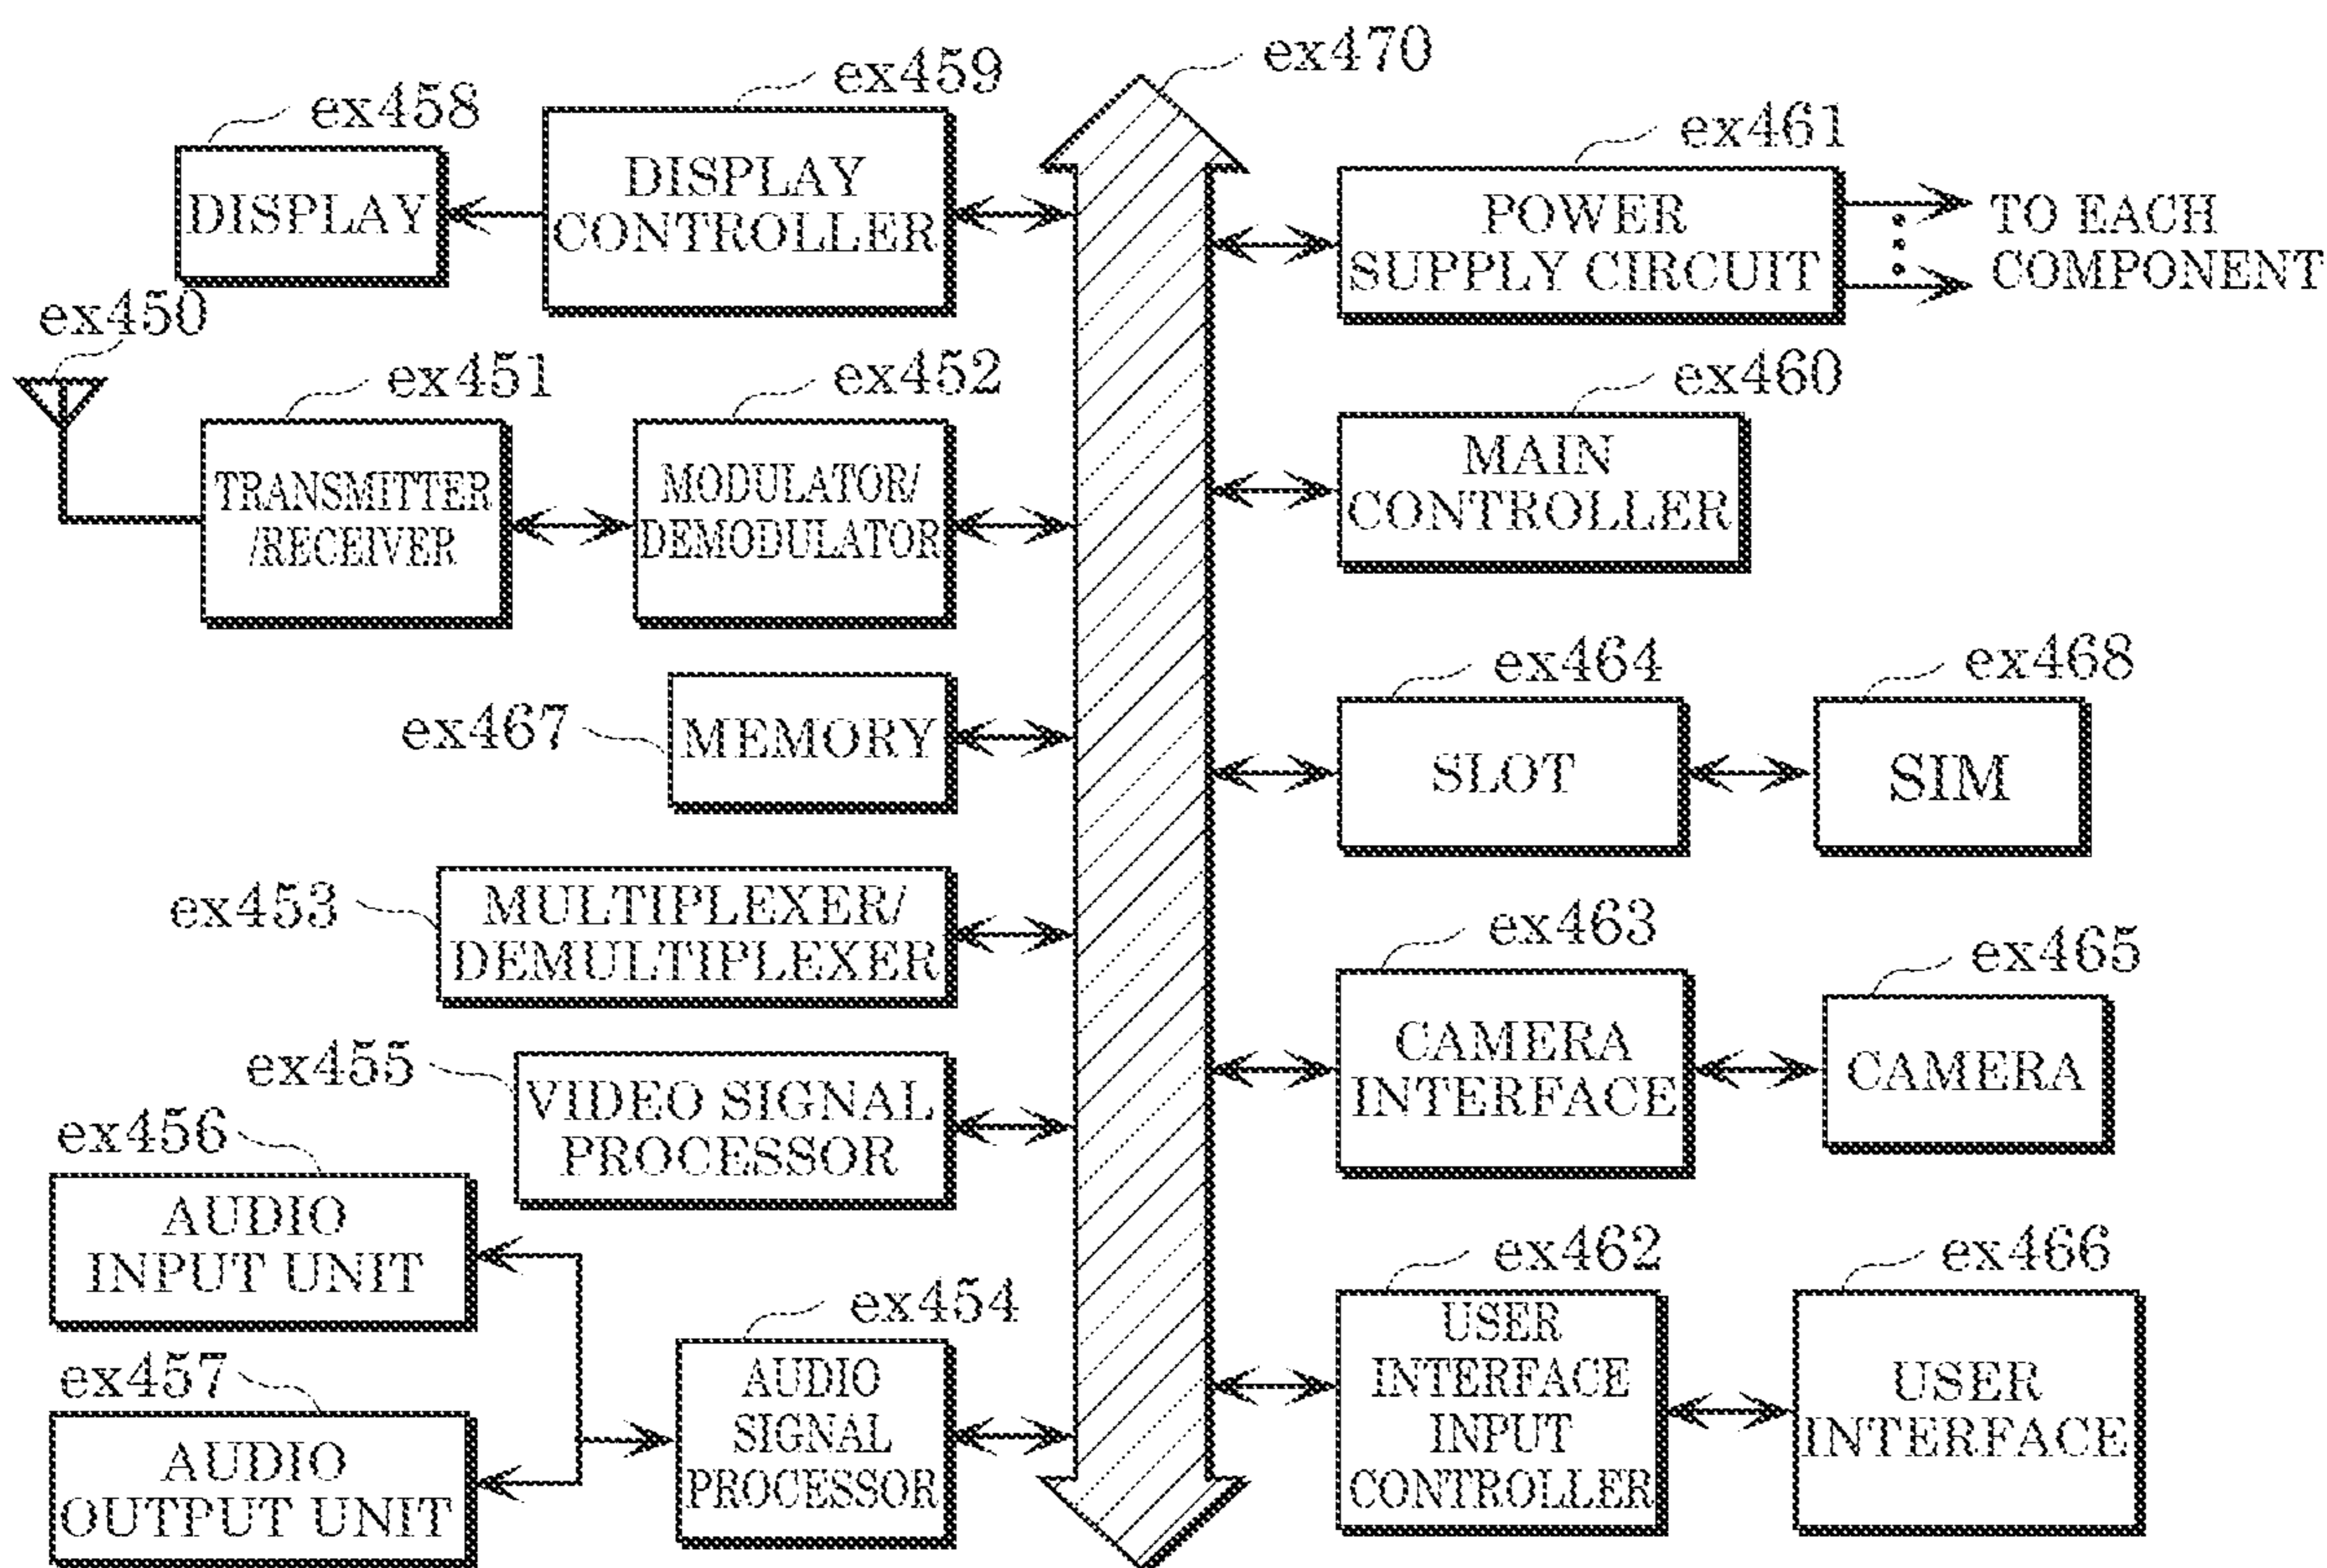 ex470
ex459
ex458
DISPLAY
DISPLAY
CONTROLLER
ex461
POWER
SUPPLY CIRCUIT
TO EACH
COMPONENT
ex450
ex451
TRANSMITTER
/RECEIVER
ex452
MODULATOR/
DEMODULATOR
ex460
MAIN
CONTROLLER
ex467
MEMORY
ex464
SLOT
ex468
SIM
ex453
MULTIPLEXER/
DEMULTIPLEXER
ex463
CAMERA
INTERFACE
ex465
CAMERA
ex455
VIDEO SIGNAL
PROCESSOR
ex456
AUDIO
INPUT UNIT
ex457
AUDIO
OUTPUT UNIT
ex454
AUDIO
SIGNAL
PROCESSOR
ex462
USER
INTERFACE
INPUT
CONTROLLER
ex466
USER
INTERFACE